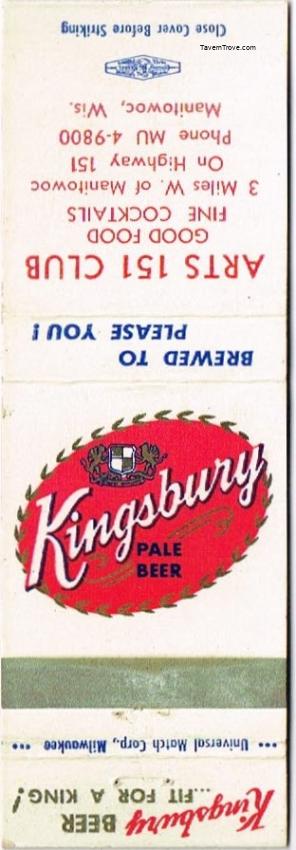 Close Cover Before Striking
TavernTrove.com
ARTS 151 CLUB
GOOD FOOD
FINE COCKTAILS
3 Miles W. of Manitowoc
On Highway 151
Phone MU 4-9800
Manitowoc, Wis.
BREWED TO
PLEASE YOU!
Kingsbury
PALE
BEER
••• Universal Match Corp., Milwaukee •••
Kingsbury BEER
...FIT FOR A KING!